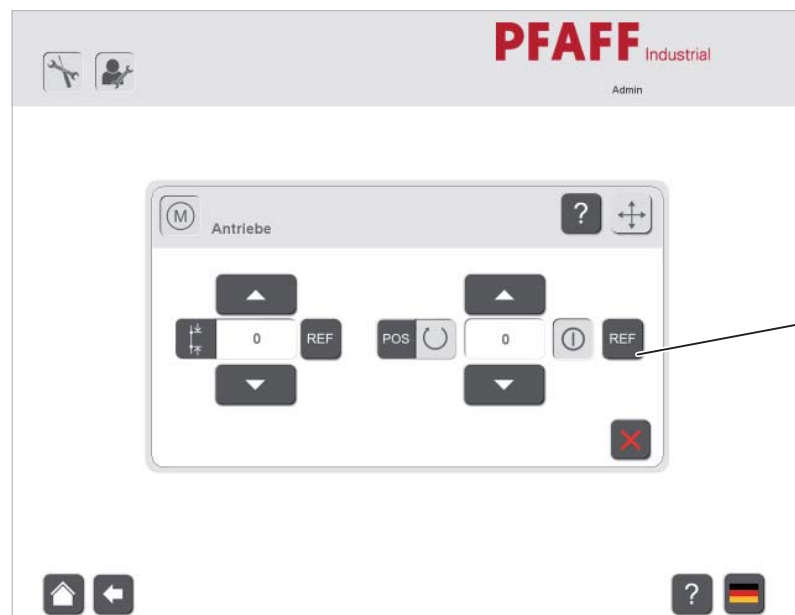 PFAFF Industrial
Admin
M
?
Antriebe
0 REF POS 0 REF
?